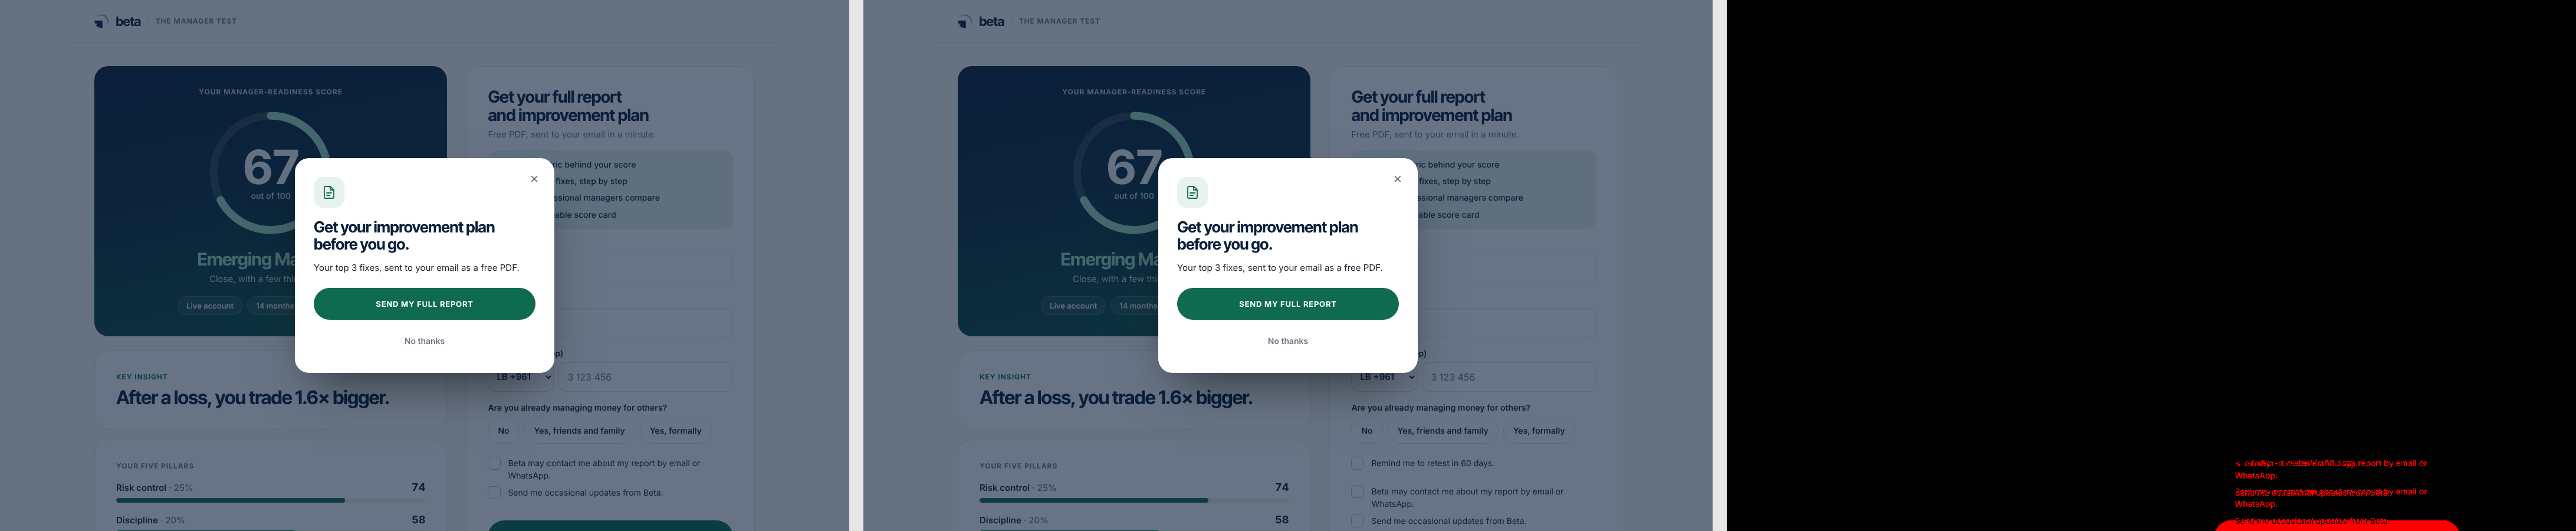 beta
THE MANAGER TEST
YOUR MANAGER-READINESS SCORE
67
out of 100
Emerging Ma
Close, with a few thi
Live account
14 months
KEY INSIGHT
After a loss, you trade 1.6× bigger.
YOUR FIVE PILLARS
Risk control · 25%
74
Discipline · 20%
58
Get your full report
and improvement plan
Free PDF, sent to your email in a minute.
ric behind your score
fixes, step by step
ssional managers compare
able score card
Get your improvement plan
before you go.
Your top 3 fixes, sent to your email as a free PDF.
SEND MY FULL REPORT
No thanks
pp)
LB +961
3 123 456
Are you already managing money for others?
No
Yes, friends and family
Yes, formally
Beta may contact me about my report by email or
WhatsApp.
Send me occasional updates from Beta.
beta
THE MANAGER TEST
YOUR MANAGER-READINESS SCORE
67
out of 100
Emerging Ma
Close, with a few thi
Live account
14 months
KEY INSIGHT
After a loss, you trade 1.6× bigger.
YOUR FIVE PILLARS
Risk control · 25%
74
Discipline · 20%
58
Get your full report
and improvement plan
Free PDF, sent to your email in a minute.
ric behind your score
fixes, step by step
ssional managers compare
able score card
Get your improvement plan
before you go.
Your top 3 fixes, sent to your email as a free PDF.
SEND MY FULL REPORT
No thanks
pp)
LB +961
3 123 456
Are you already managing money for others?
No
Yes, friends and family
Yes, formally
Remind me to retest in 60 days.
Beta may contact me about my report by email or
WhatsApp.
Send me occasional updates from Beta.
report by email or
WhatsApp.
by email or
WhatsApp.